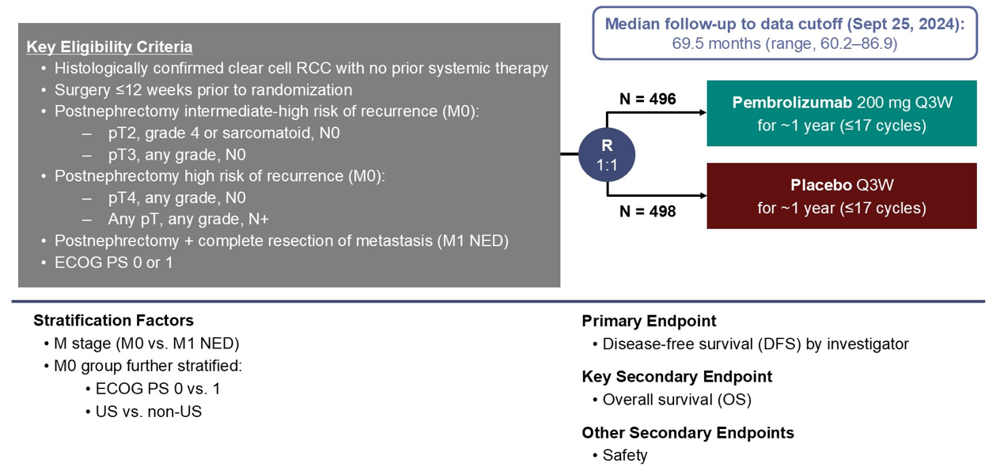 Median follow-up to data cutoff (Sept 25, 2024):
69.5 months (range, 60.2–86.9)
Key Eligibility Criteria
• Histologically confirmed clear cell RCC with no prior systemic therapy
• Surgery ≤12 weeks prior to randomization
• Postnephrectomy intermediate-high risk of recurrence (M0):
– pT2, grade 4 or sarcomatoid, N0
– pT3, any grade, N0
• Postnephrectomy high risk of recurrence (M0):
– pT4, any grade, N0
– Any pT, any grade, N+
• Postnephrectomy + complete resection of metastasis (M1 NED)
• ECOG PS 0 or 1
R
1:1
N = 496
Pembrolizumab 200 mg Q3W
for ~1 year (≤17 cycles)
N = 498
Placebo Q3W
for ~1 year (≤17 cycles)
Stratification Factors
• M stage (M0 vs. M1 NED)
• M0 group further stratified:
• ECOG PS 0 vs. 1
• US vs. non-US
Primary Endpoint
• Disease-free survival (DFS) by investigator
Key Secondary Endpoint
• Overall survival (OS)
Other Secondary Endpoints
• Safety